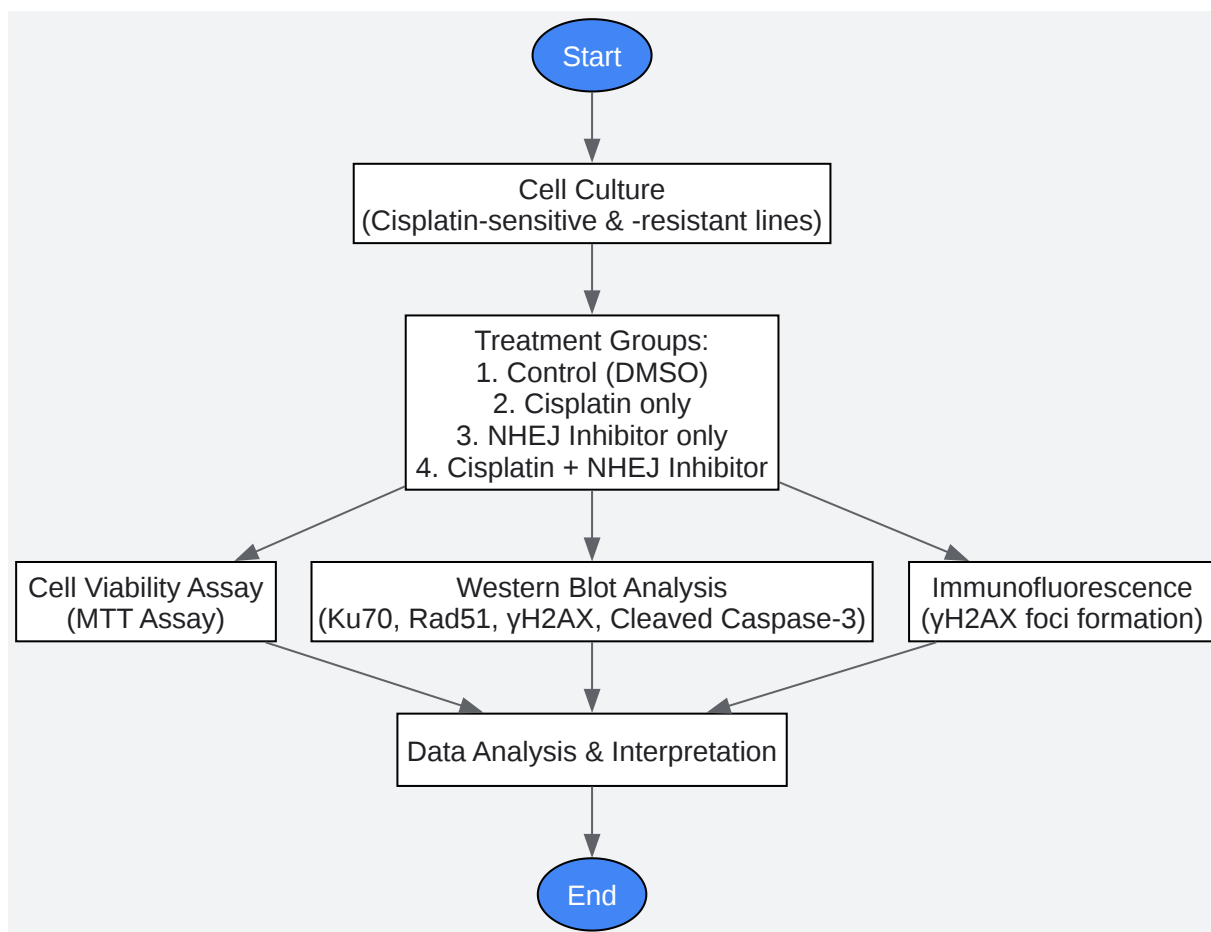 Start
Cell Culture
(Cisplatin-sensitive & -resistant lines)
Treatment Groups:
1. Control (DMSO)
2. Cisplatin only
3. NHEJ Inhibitor only
4. Cisplatin + NHEJ Inhibitor
Cell Viability Assay
(MTT Assay)
Western Blot Analysis
(Ku70, Rad51, γH2AX, Cleaved Caspase-3)
Immunofluorescence
(γH2AX foci formation)
Data Analysis & Interpretation
End